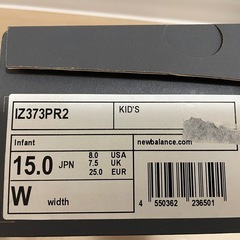 IZ373PR2
KID'S
Infant
newbalance.com
15.0 JPN
8.0 USA
7.5 UK
25.0 EUR
W width
4 550362 236501